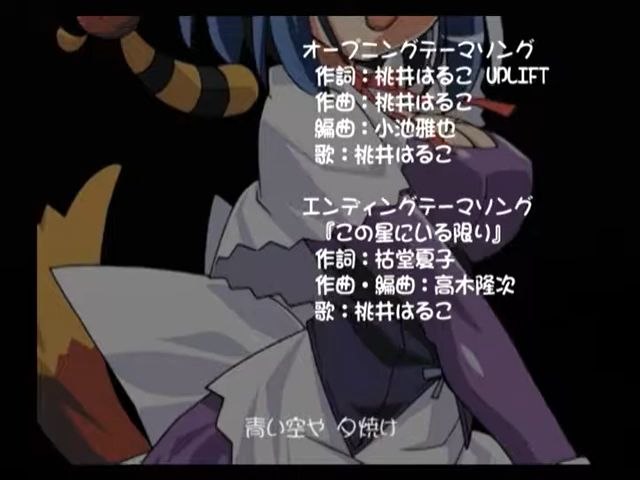 オープニングテーマソング
作詞：桃井はるこ UPLIFT
作曲：桃井はるこ
編曲：小池雅也
歌：桃井はるこ
エンディングテーマソング
『この星にいる限り』
作詞：枯堂夏子
作曲・編曲：高木隆次
歌：桃井はるこ
青い空や 夕焼け